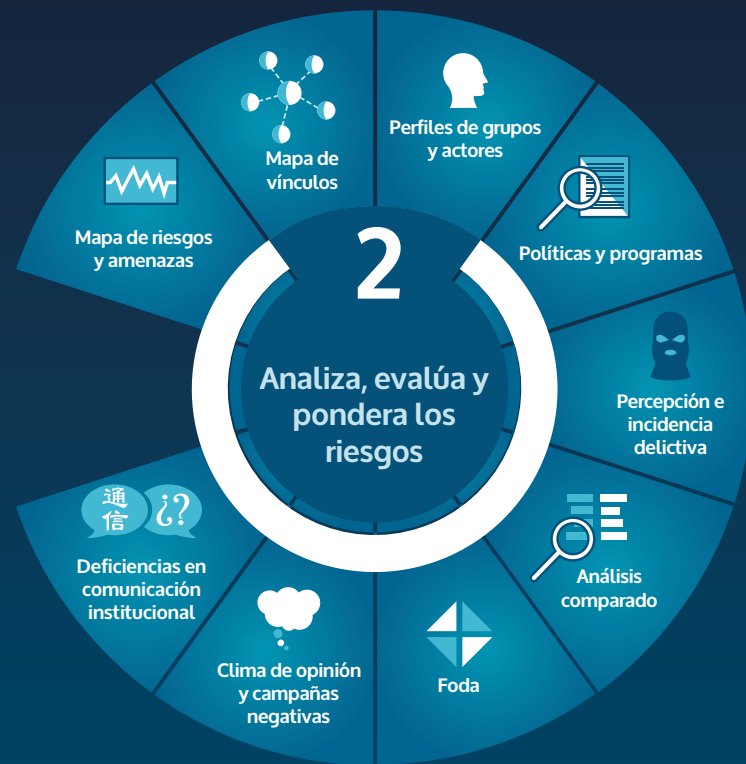 Mapa de
vínculos
Perfiles de grupos
y actores
Mapa de riesgos
y amenazas
Políticas y programas
2
Analiza, evalúa y
pondera los
riesgos
Percepción e
incidencia
delictiva
通
信
¿?
Deficiencias en
comunicación
institucional
Análisis
comparado
Clima de opinión
y campañas
negativas
Foda